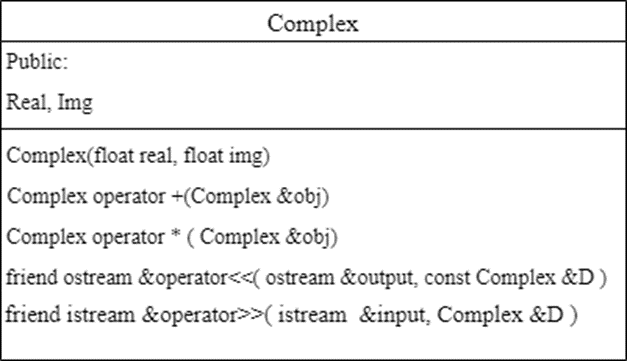 Complex
Public:
Real, Img
Complex(float real, float img)
Complex operator +(Complex &obj)
Complex operator * ( Complex &obj)
friend ostream &operator<<( ostream &output, const Complex &D )
friend istream &operator>>( istream &input, Complex &D )